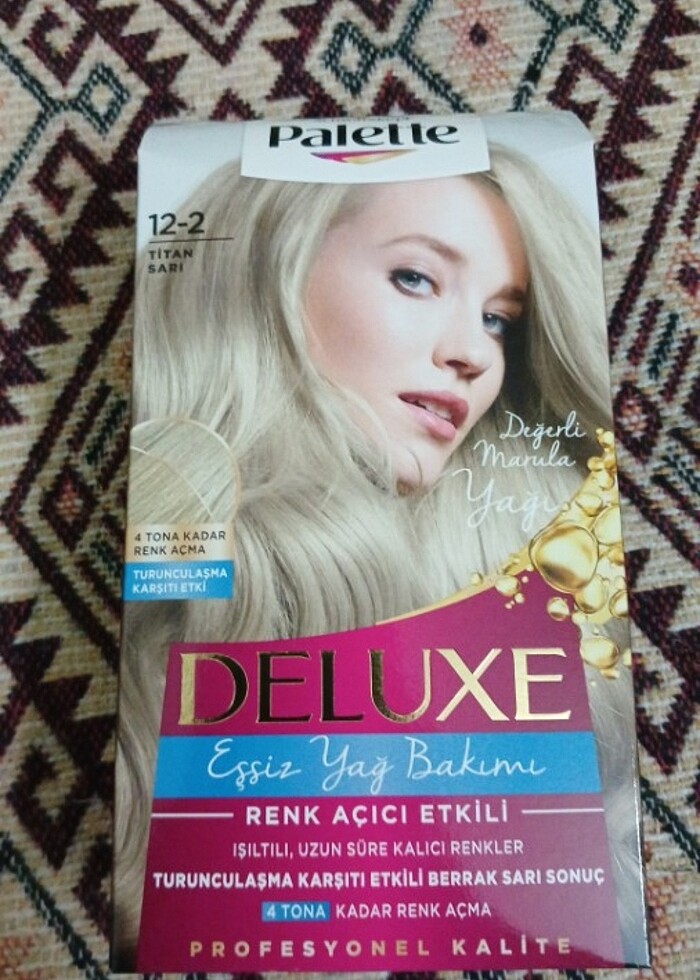 Palette
12-2
TİTAN
SARI
Değerli
Marula
Yağı
4 TONA KADAR
RENK AÇMA
TURUNCULAŞMA
KARŞITI ETKİ
DELUXE
Eşsiz Yağ Bakımı
RENK AÇICI ETKİLİ
IŞILTILI, UZUN SÜRE KALICI RENKLER
TURUNCULAŞMA KARŞITI ETKİLİ BERRAK SARI SONUÇ
4 TONA KADAR RENK AÇMA
PROFESYONEL KALİTE